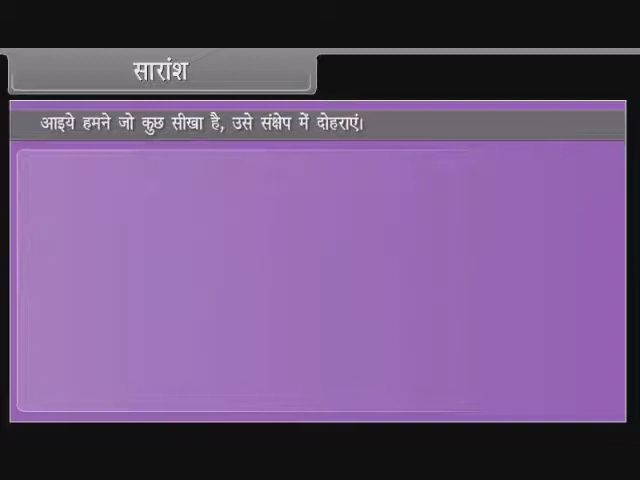 सारांश
आइये हमने जो कुछ सीखा है, उसे संक्षेप में दोहराएं।